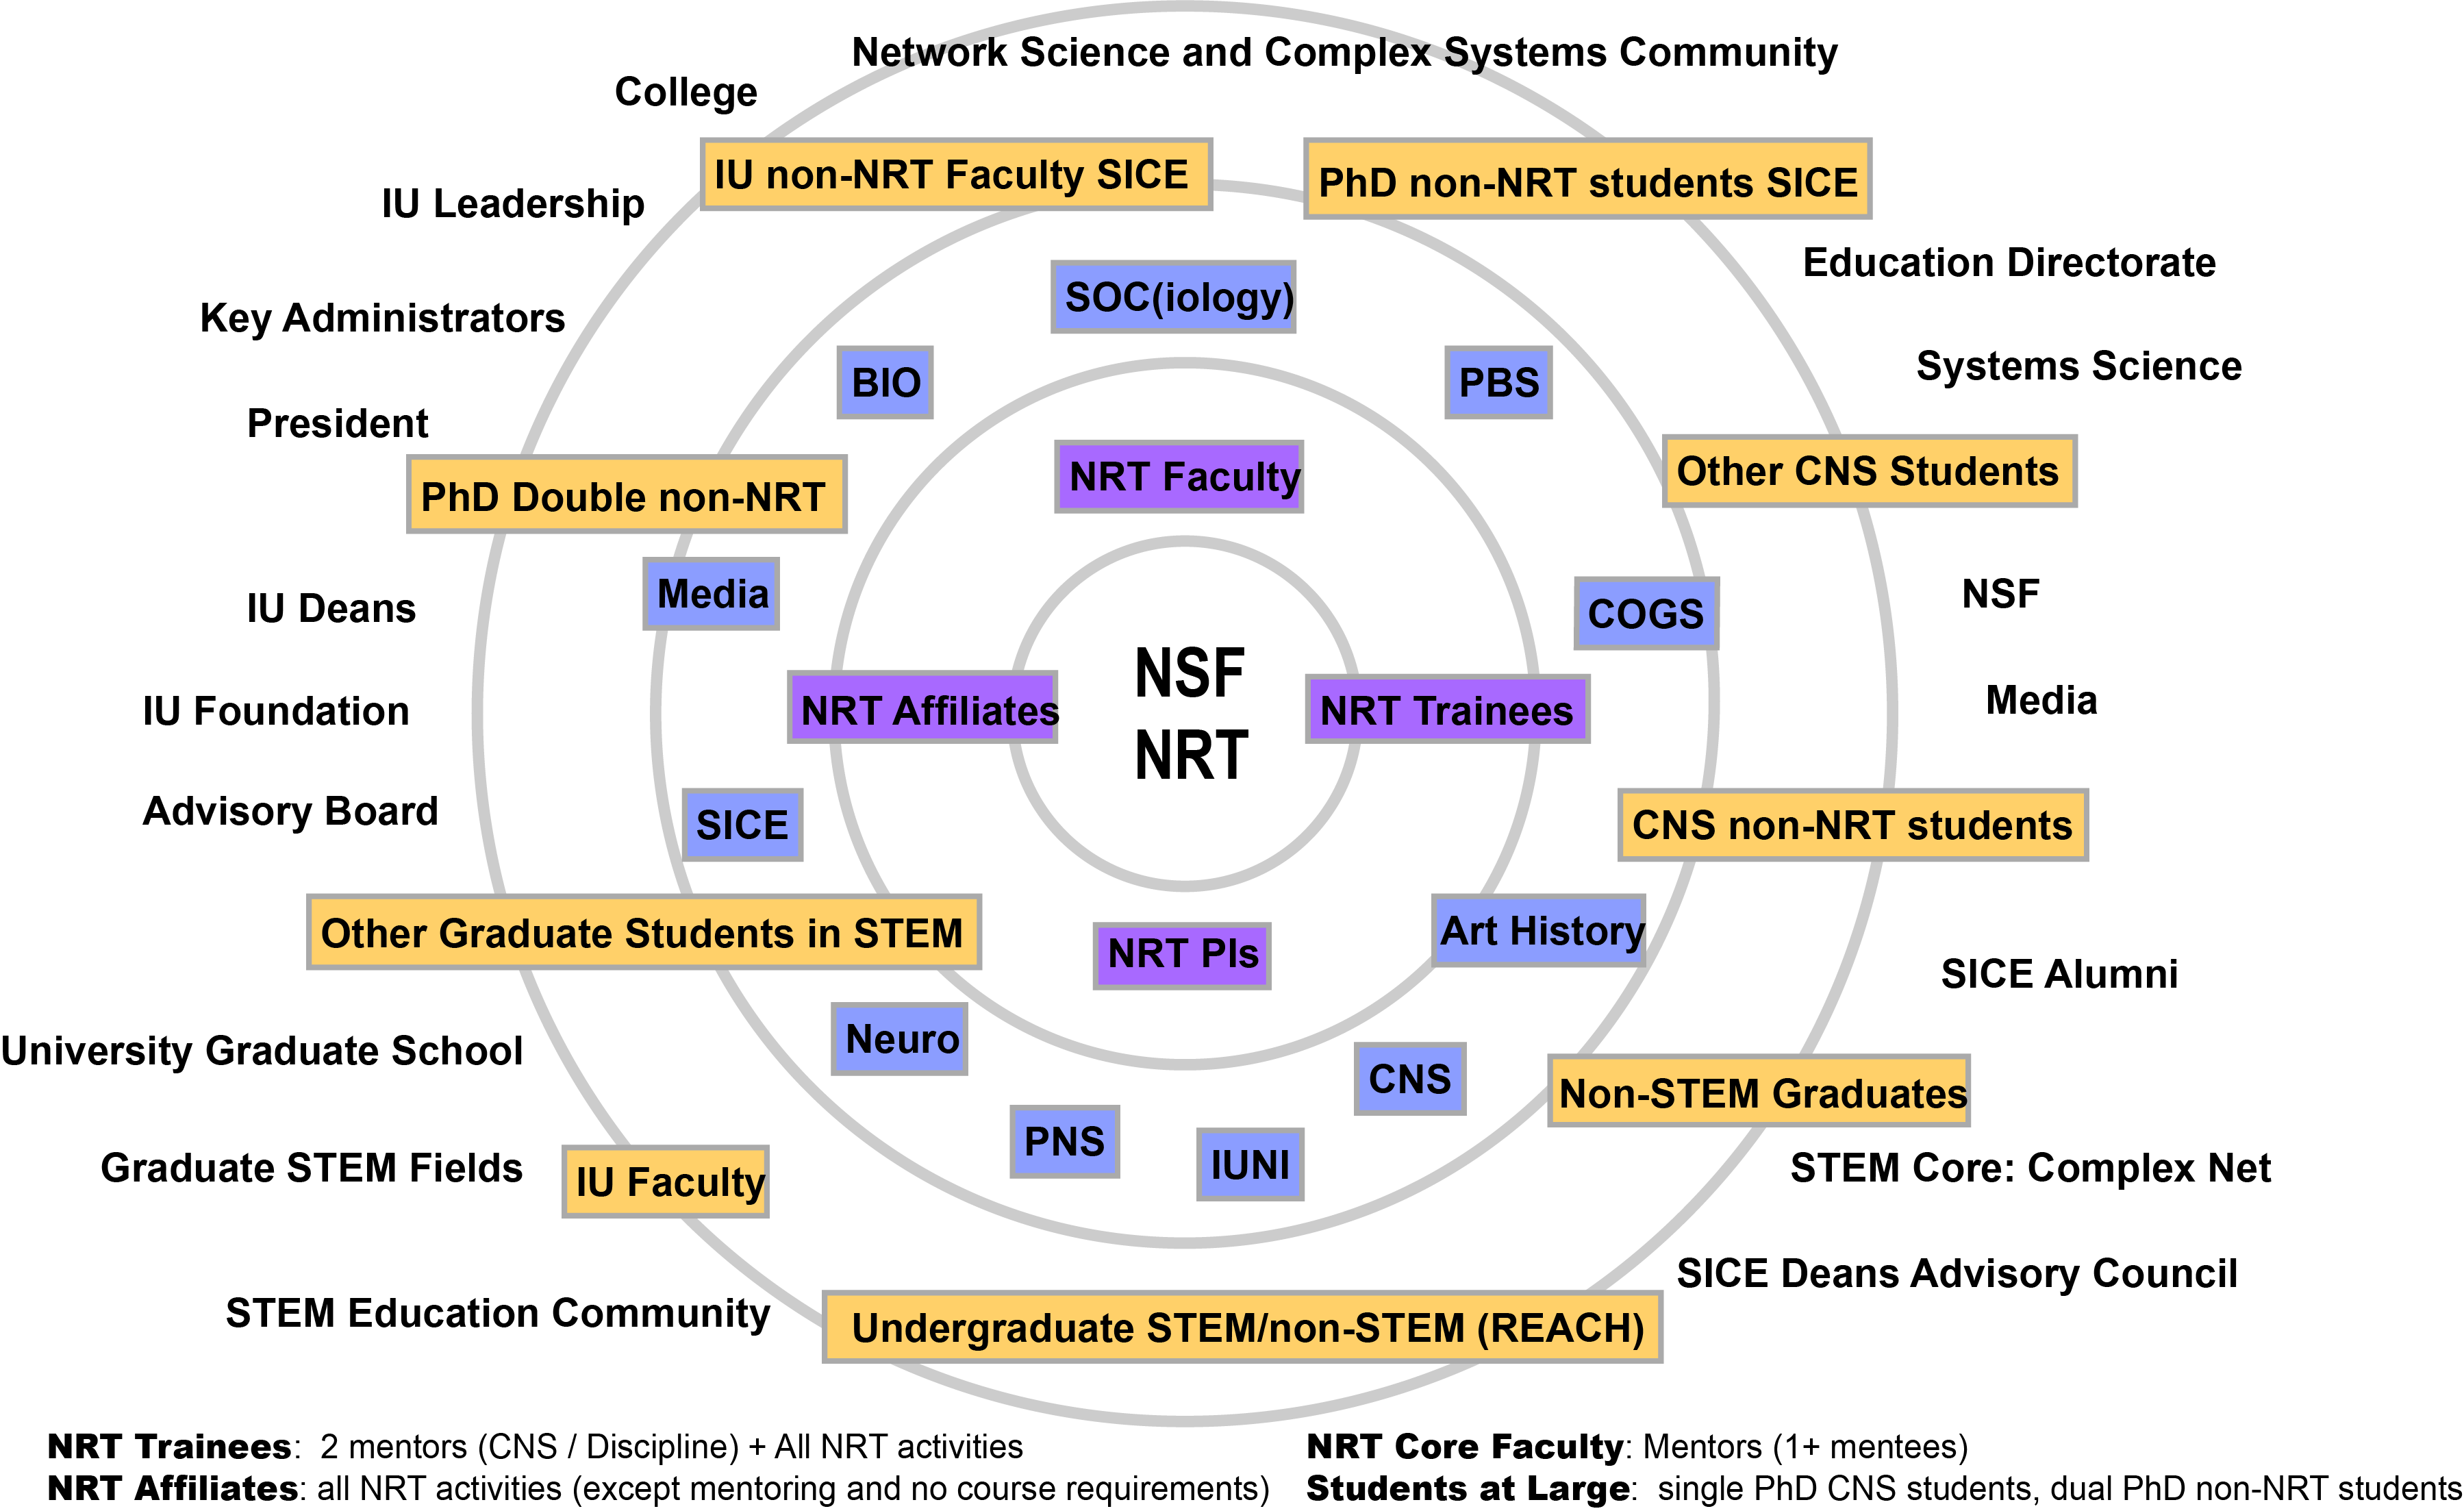 Network Science and Complex Systems Community
College
IU non-NRT Faculty SICE
PhD non-NRT students SICE
IU Leadership
Education Directorate
SOC(iology)
Key Administrators
Systems Science
BIO
PBS
President
NRT Faculty
Other CNS Students
PhD Double non-NRT
Media
NSF
IU Deans
COGS
NSF
NRT
Media
IU Foundation
NRT Affiliates
NRT Trainees
Advisory Board
SICE
CNS non-NRT students
Other Graduate Students in STEM
NRT PIs
Art History
SICE Alumni
University Graduate School
Neuro
CNS
Non-STEM Graduates
PNS
IUNI
Graduate STEM Fields
IU Faculty
STEM Core: Complex Net
SICE Deans Advisory Council
STEM Education Community
Undergraduate STEM/non-STEM (REACH)
NRT Trainees: 2 mentors (CNS / Discipline) + All NRT activities
NRT Affiliates: all NRT activities (except mentoring and no course requirements)
NRT Core Faculty: Mentors (1+ mentees)
Students at Large: single PhD CNS students, dual PhD non-NRT students